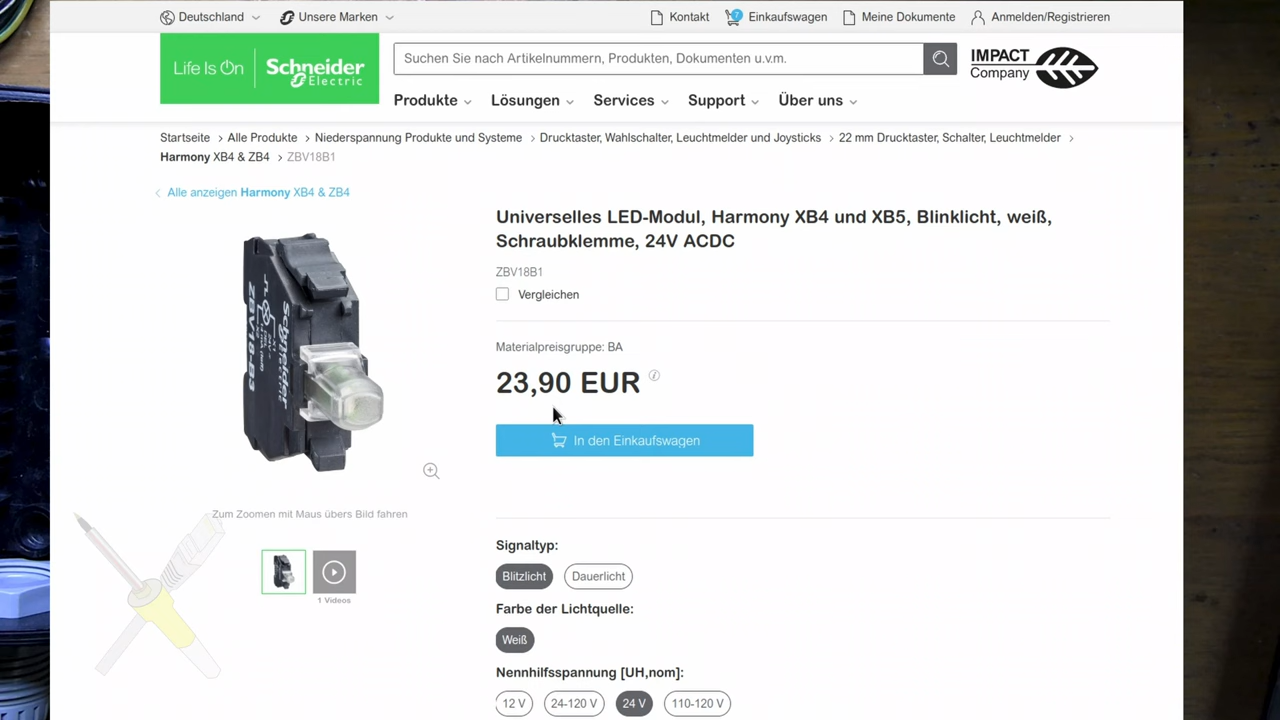 Deutschland
Unsere Marken
Kontakt
7
Einkaufswagen
Meine Dokumente
Anmelden/Registrieren
Life Is On
Schneider
Electric
Suchen Sie nach Artikelnummern, Produkten, Dokumenten u.v.m.
IMPACT
Company
Produkte
Lösungen
Services
Support
Über uns
Startseite > Alle Produkte > Niederspannung Produkte und Systeme > Drucktaster, Wahlschalter, Leuchtmelder und Joysticks > 22 mm Drucktaster, Schalter, Leuchtmelder >
Harmony XB4 & ZB4 > ZBV18B1
Alle anzeigen Harmony XB4 & ZB4
Universelles LED-Modul, Harmony XB4 und XB5, Blinklicht, weiß,
Schraubklemme, 24V ACDC
ZBV18B1
Vergleichen
Materialpreisgruppe: BA
23,90 EUR
In den Einkaufswagen
ZBV18-B3
Schneider
Zum Zoomen mit Maus übers Bild fahren
1 Videos
Signaltyp:
Blitzlicht
Dauerlicht
Farbe der Lichtquelle:
Weiß
Nennhilfsspannung [UH,nom]:
12 V
24-120 V
24 V
110-120 V